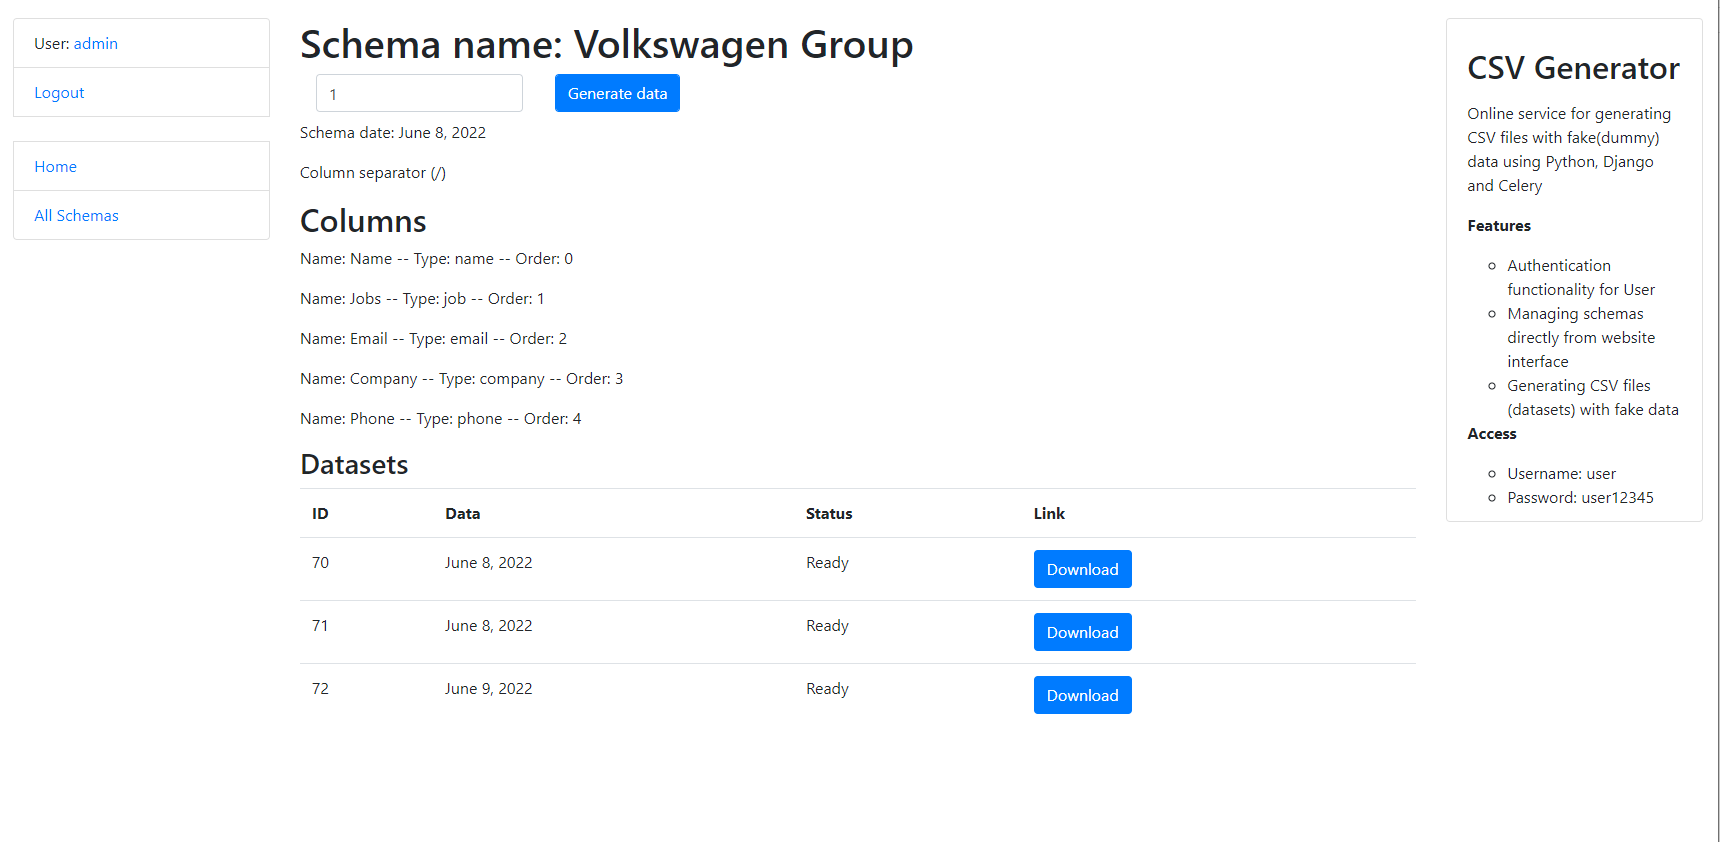 User: admin
Logout
Home
All Schemas
Schema name: Volkswagen Group
1
Generate data
Schema date: June 8, 2022
Column separator (/)
Columns
Name: Name -- Type: name -- Order: 0
Name: Jobs -- Type: job -- Order: 1
Name: Email -- Type: email -- Order: 2
Name: Company -- Type: company -- Order: 3
Name: Phone -- Type: phone -- Order: 4
Datasets
ID Data Status Link
70 June 8, 2022 Ready Download
71 June 8, 2022 Ready Download
72 June 9, 2022 Ready Download
CSV Generator
Online service for generating
CSV files with fake(dummy)
data using Python, Django
and Celery
Features
Authentication
functionality for User
Managing schemas
directly from website
interface
Generating CSV files
(datasets) with fake data
Access
Username: user
Password: user12345